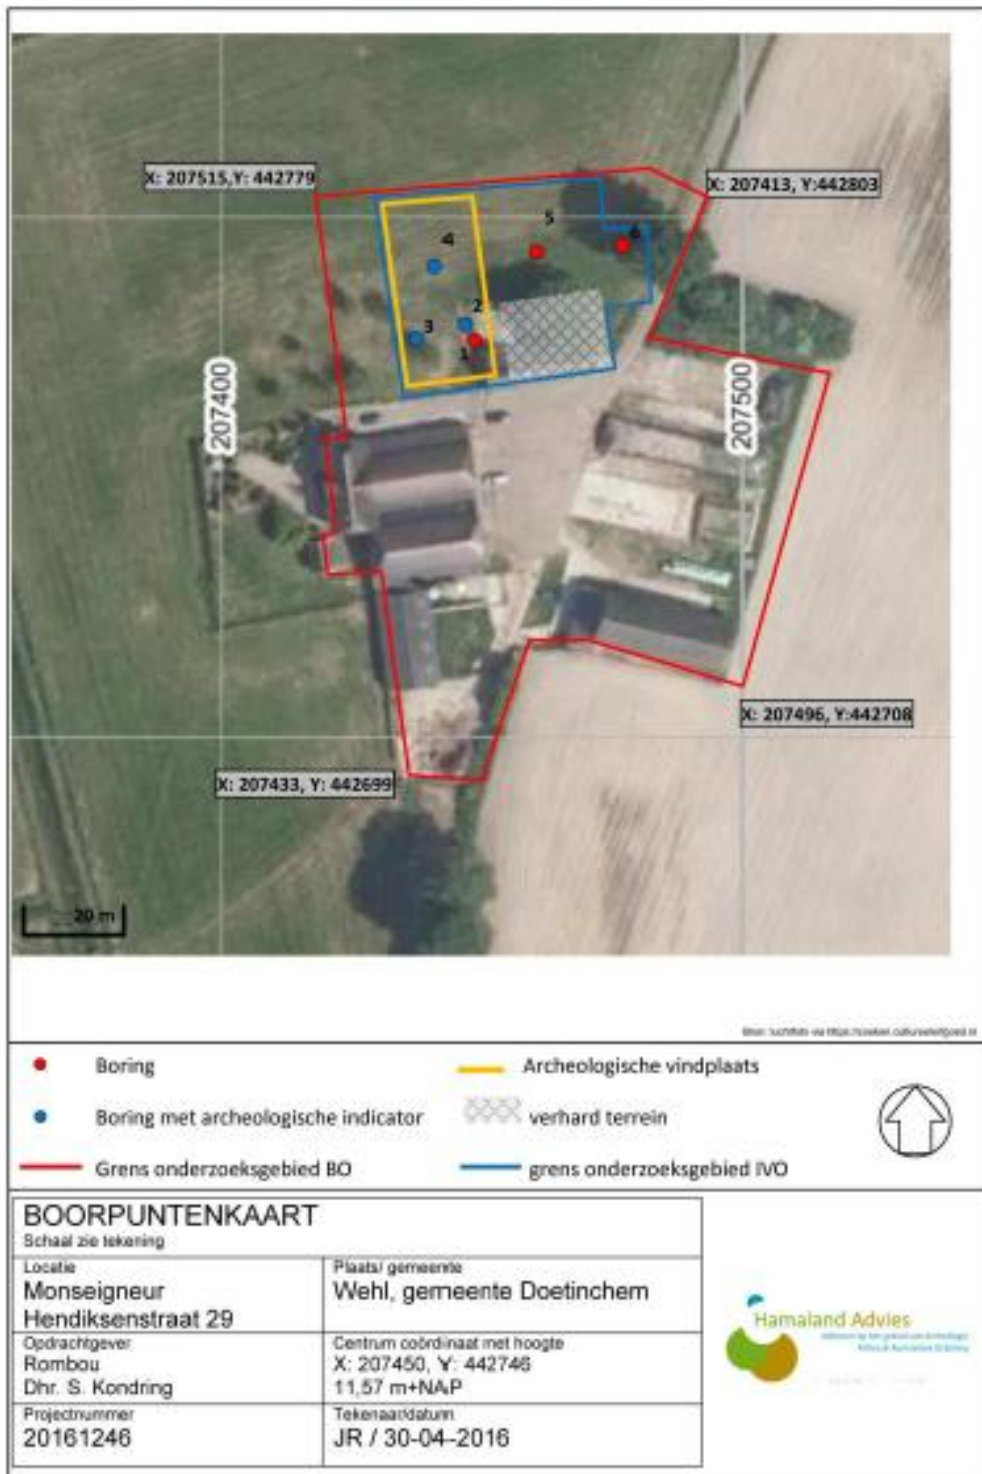 X: 207515,Y: 442779
X: 207413, Y:442803
5
4
6
2
3
1
207400
207500
X: 207496, Y:442708
X: 207433, Y: 442699
20 m
Boring
Archeologische vindplaats
Boring met archeologische indicator
verhard terrein
Grens onderzoeksgebied BO
grens onderzoeksgebied IVO
BOORPUNTENKAART
Schaal zie tekening
Locatie
Monseigneur
Hendiksenstraat 29
Plaats/ gemeente
Wehl, gemeente Doetinchem
Opdrachtgever
Rombou
Dhr. S. Kondring
Centrum coördinaat met hoogte
X: 207450, Y: 442746
11,57 m+NAP
Projectnummer
20161246
Tekenaar/datum
JR / 30-04-2016
Hamaland Advies